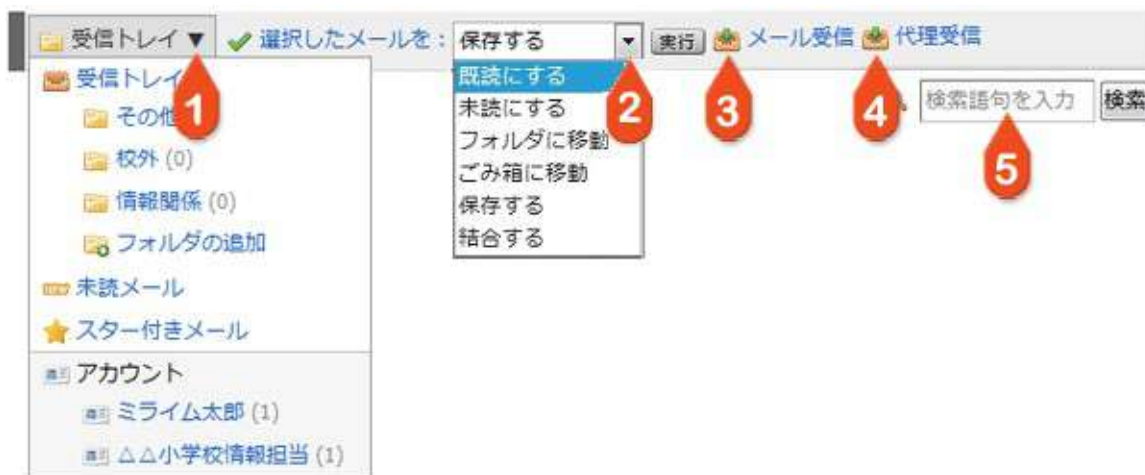 受信トレイ ▼ 選択したメールを： 保存する 実行 メール受信 代理受信
1
2
3
4
5
検索語句を入力 検索
受信トレイ
その他
校外 (0)
情報関係 (0)
フォルダの追加
未読メール
スター付きメール
アカウント
ミライム太郎 (1)
△△小学校情報担当 (1)
既読にする
未読にする
フォルダに移動
ごみ箱に移動
保存する
結合する